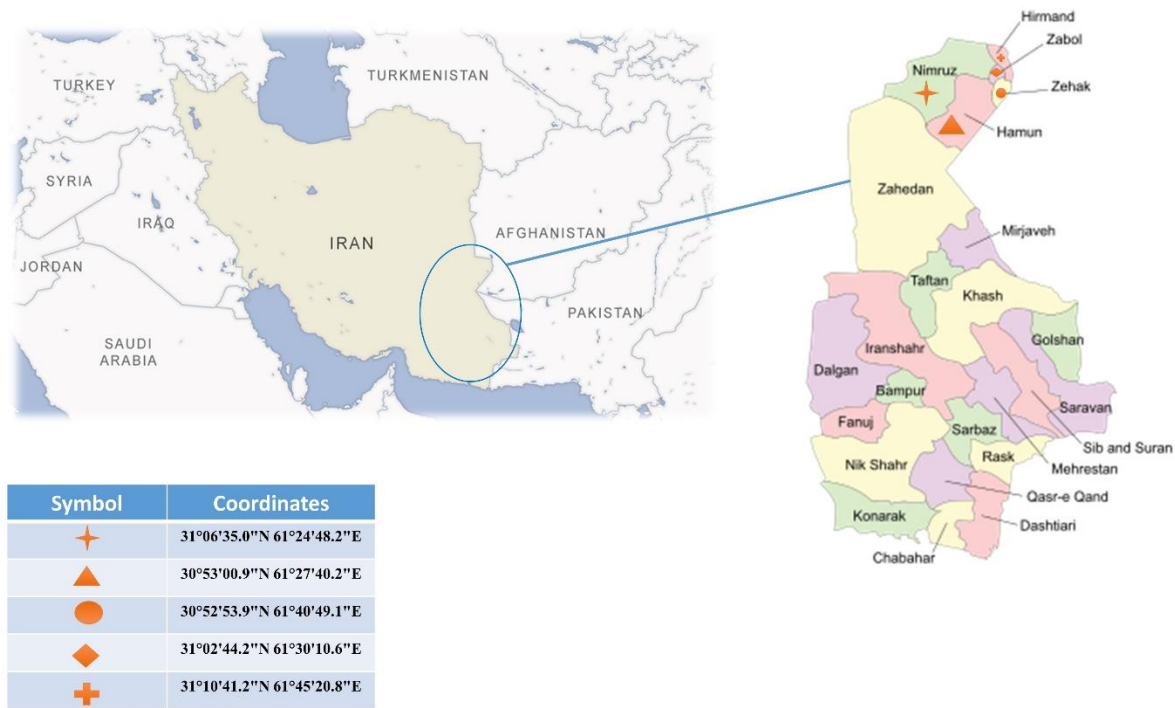 TURKEY
TURKMENISTAN
SYRIA
IRAQ
IRAN
AFGHANISTAN
JORDAN
PAKISTAN
SAUDI
ARABIA
Hirmand
Zabol
Nimruz
Zehak
Hamun
Zahedan
Mirjaveh
Taftan
Khash
Golshan
Iranshahr
Dalgan
Bampur
Saravan
Fanuj
Sarbaz
Sib and Suran
Rask
Mehrestan
Nik Shahr
Qasr-e Qand
Konarak
Dashtiari
Chabahar
Symbol Coordinates
31°06'35.0"N 61°24'48.2"E
30°53'00.9"N 61°27'40.2"E
30°52'53.9"N 61°40'49.1"E
31°02'44.2"N 61°30'10.6"E
31°10'41.2"N 61°45'20.8"E